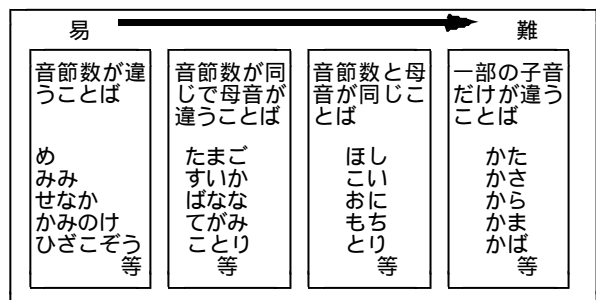 易 難
音節数が違
うことば
め
みみ
せなか
かみのけ
ひざこぞう
等
音節数が同
じで母音が
違うことば
たまご
すいか
ばなな
てがみ
ことり
等
音節数と母
音が同じこ
とば
ほし
こい
おに
もち
とり
等
一部の子音
だけが違う
ことば
かた
かさ
から
かま
かば
等